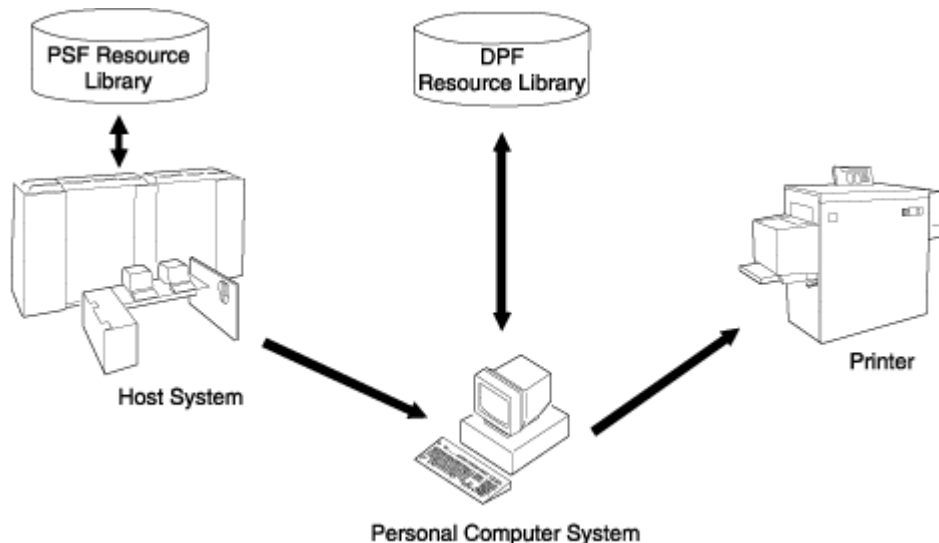 PSF Resource
Library
DPF
Resource Library
Host System
Printer
Personal Computer System